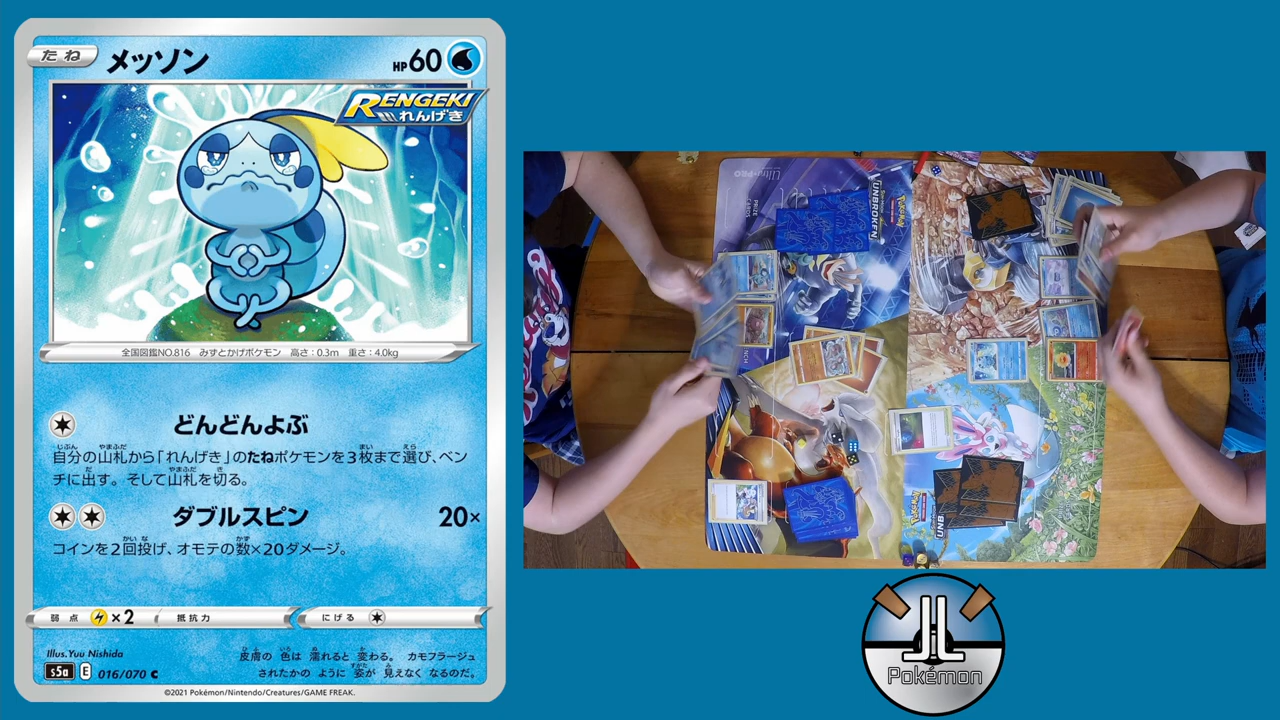 たね
メッソン
HP60
RENGEKI
れんげき
全国図鑑NO.816 みずとかげポケモン 高さ:0.3m 重さ:4.0kg
どんどんよぶ
自分の山札から「れんげき」のたねポケモンを3枚まで選び、ベン
チに出す。そして山札を切る。
ダブルスピン 20×
コインを2回投げ、オモテの数×20ダメージ。
弱点 ×2 抵抗力 にげる
Illus.Yuu Nishida
s5a E 016/070 C
皮膚の 色は 濡れると 変わる。 カモフラージュ
されたかの ように 姿が 見えなく なるのだ。
©2021 Pokémon/Nintendo/Creatures/GAME FREAK.
UNBROKEN
Pokémon